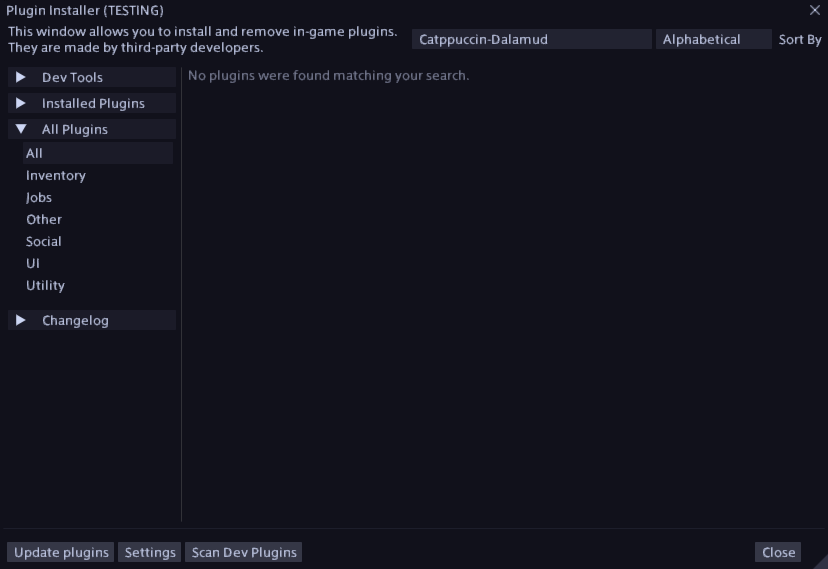 Plugin Installer (TESTING)
This window allows you to install and remove in-game plugins.
They are made by third-party developers.
Catppuccin-Dalamud
Alphabetical
Sort By
Dev Tools
Installed Plugins
All Plugins
All
Inventory
Jobs
Other
Social
UI
Utility
Changelog
No plugins were found matching your search.
Update plugins
Settings
Scan Dev Plugins
Close